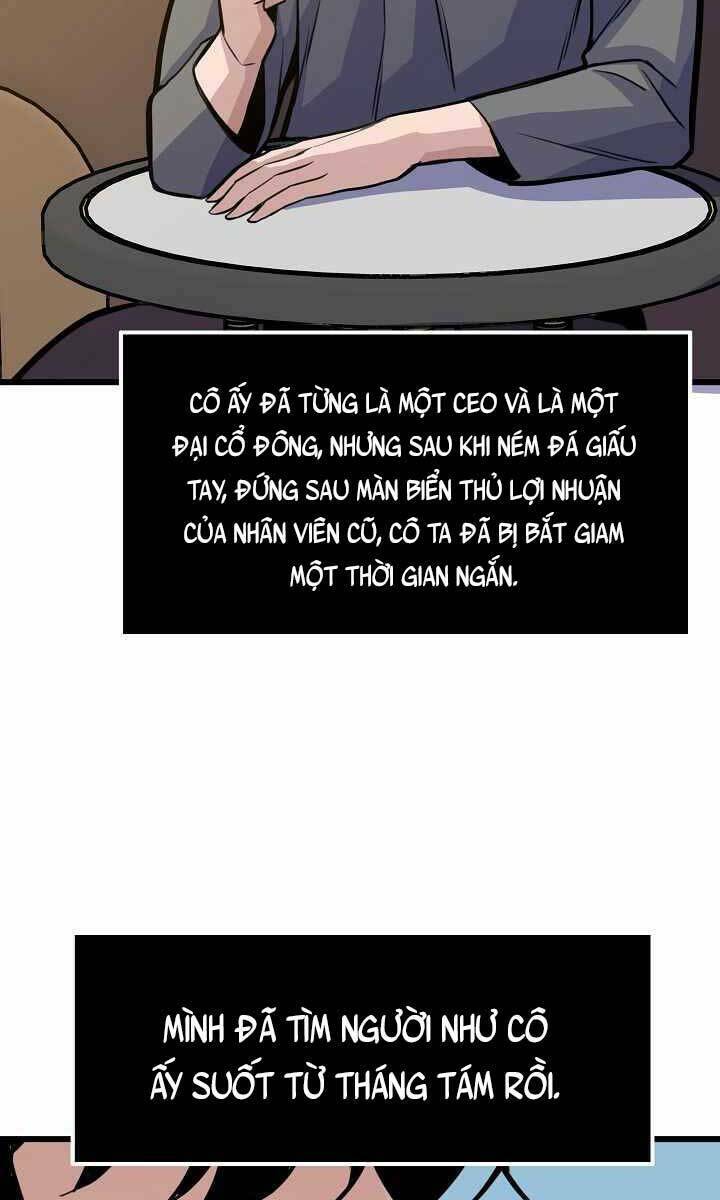 CÔ ẤY ĐÃ TỪNG LÀ MỘT CEO VÀ LÀ MỘT
ĐẠI CỔ ĐÔNG, NHƯNG SAU KHI NÉM ĐÁ GIẤU
TAY, ĐỨNG SAU MÀN BIỂN THỦ LỢI NHUẬN
CỦA NHÂN VIÊN CŨ, CÔ TA ĐÃ BỊ BẮT GIAM
MỘT THỜI GIAN NGẮN.
MÌNH ĐÃ TÌM NGƯỜI NHƯ CÔ
ẤY SUỐT TỪ THÁNG TÁM RỒI.